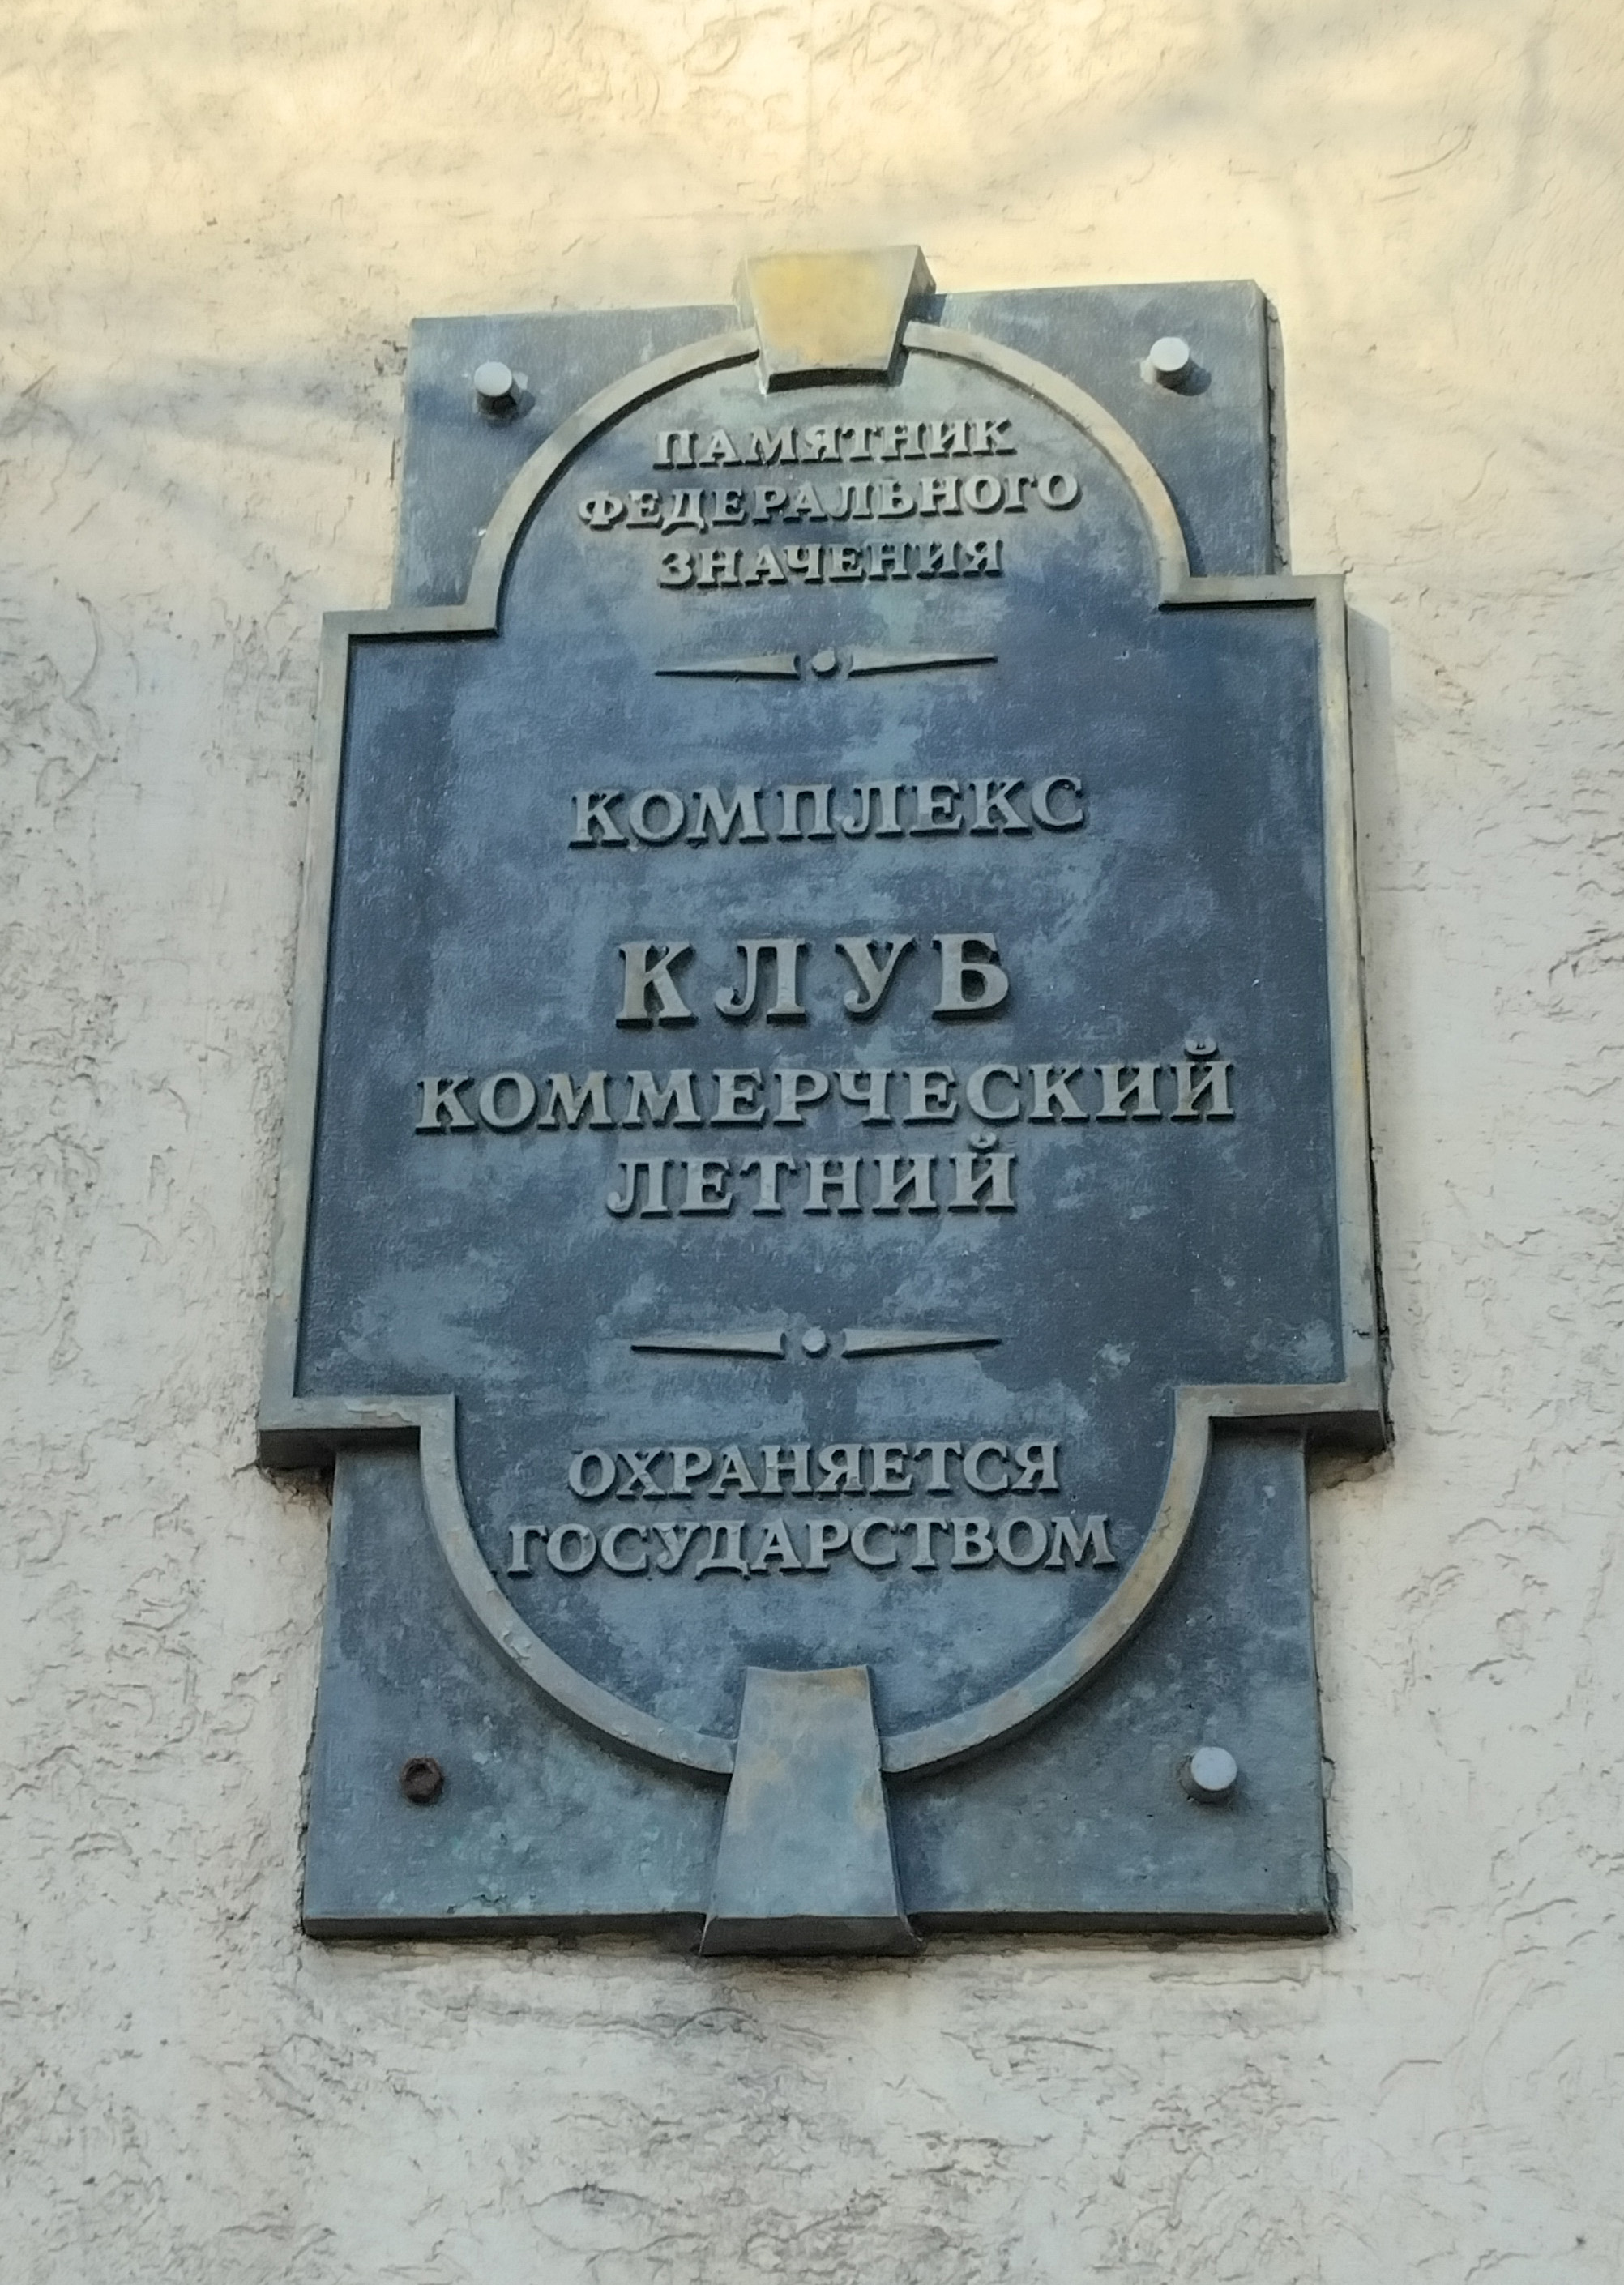 ПАМЯТНИК
ФЕДЕРАЛЬНОГО
ЗНАЧЕНИЯ
КОМПЛЕКС
КЛУБ
КОММЕРЧЕСКИЙ
ЛЕТНИЙ
ОХРАНЯЕТСЯ
ГОСУДАРСТВОМ